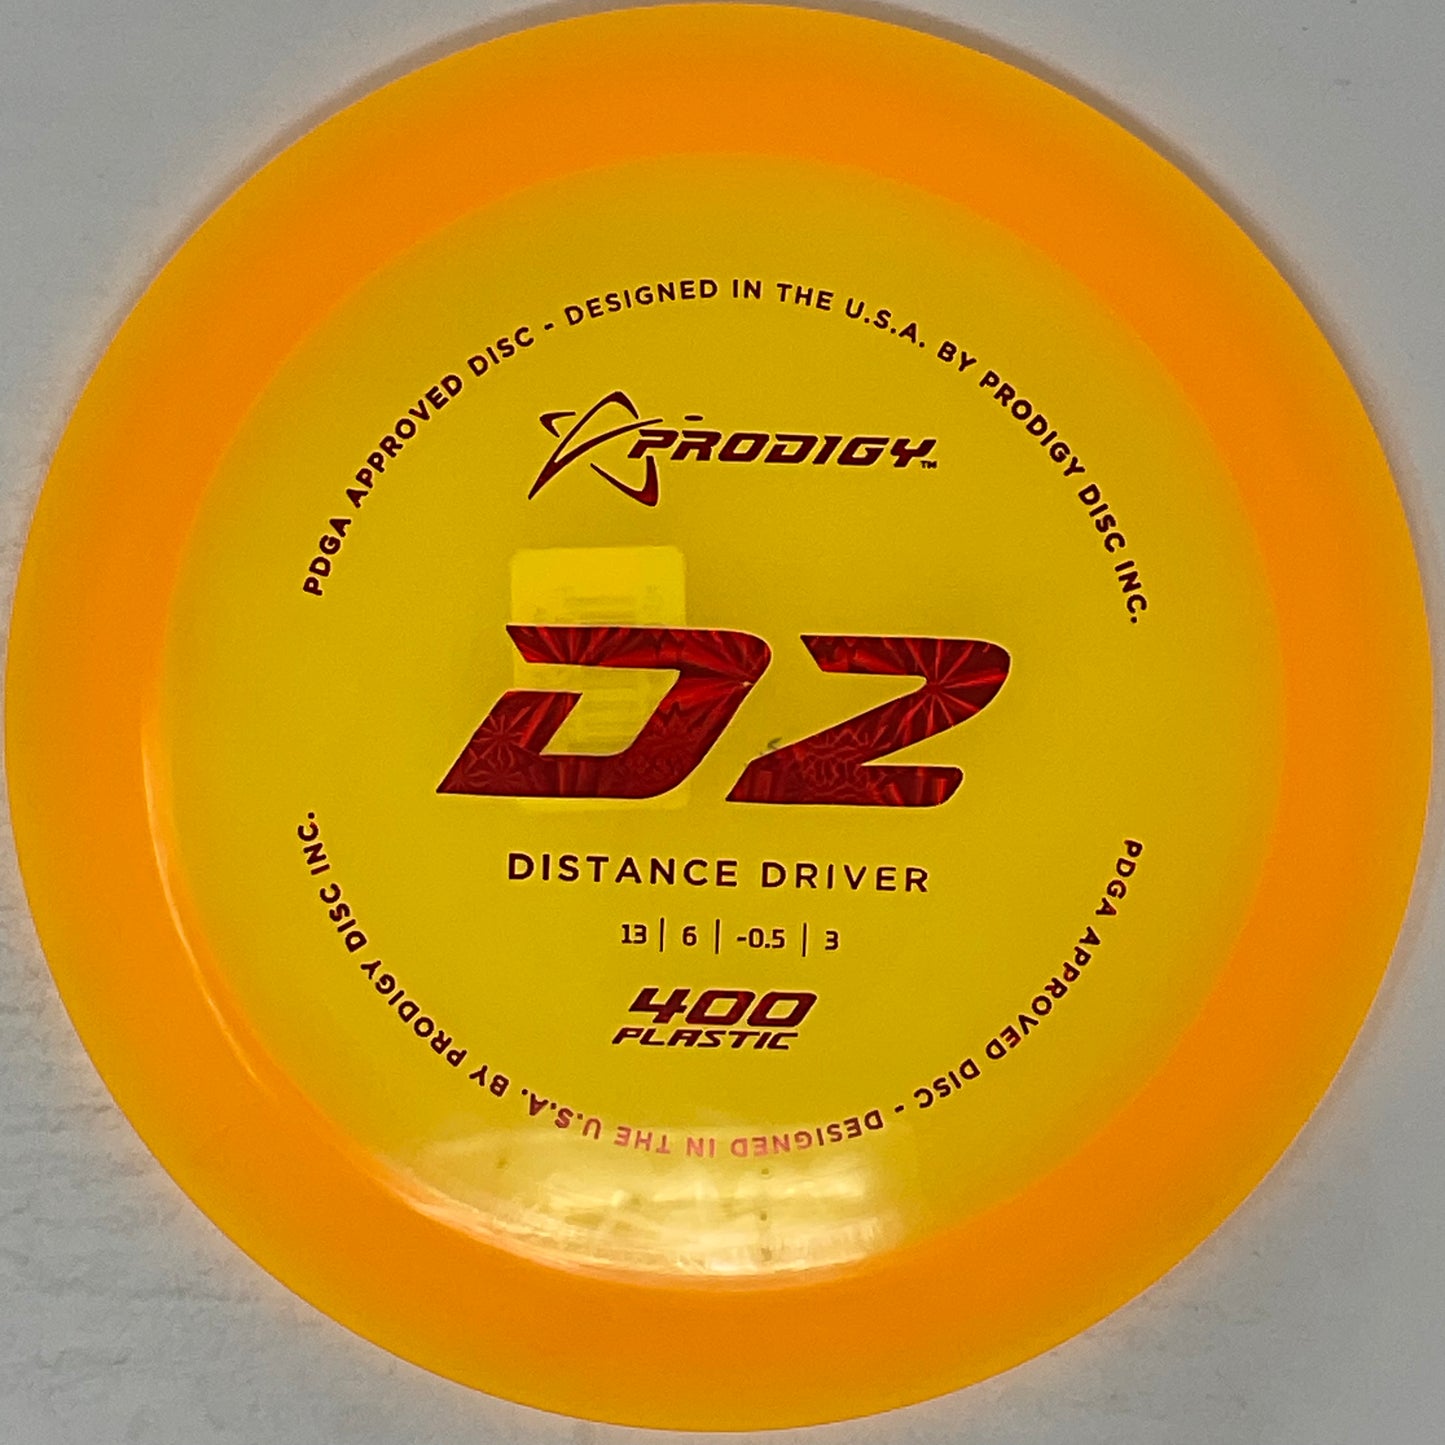 PDGA APPROVED DISC - DESIGNED IN THE U.S.A. BY PRODIGY DISC INC.
PRODIGY™
D2
DISTANCE DRIVER
13 | 6 | -0.5 | 3
400
PLASTIC
PDGA APPROVED DISC - DESIGNED IN THE U.S.A. BY PRODIGY DISC INC.